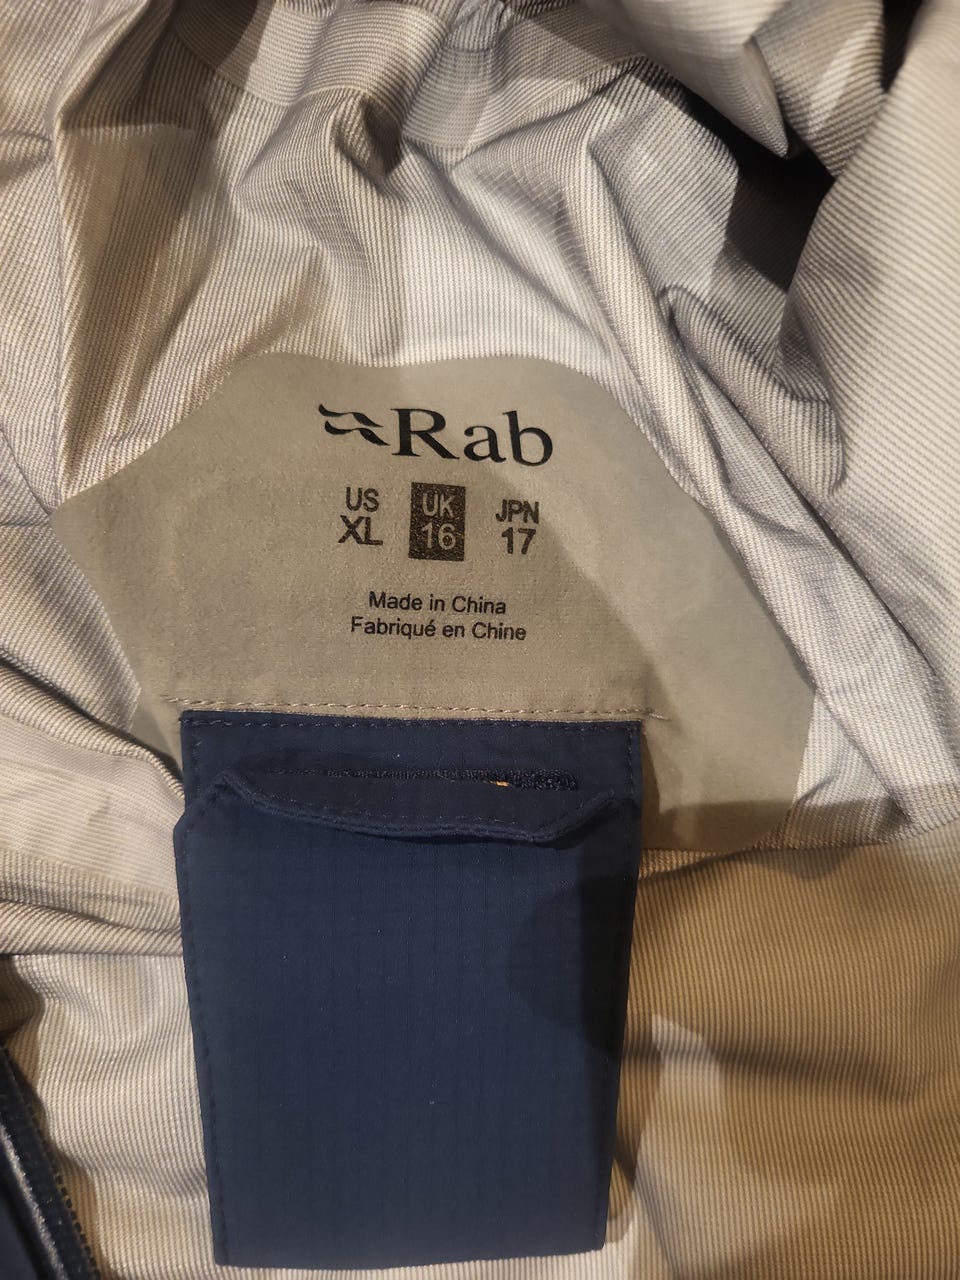 Rab
US UK JPN
XL 16 17
Made in China
Fabriqué en Chine